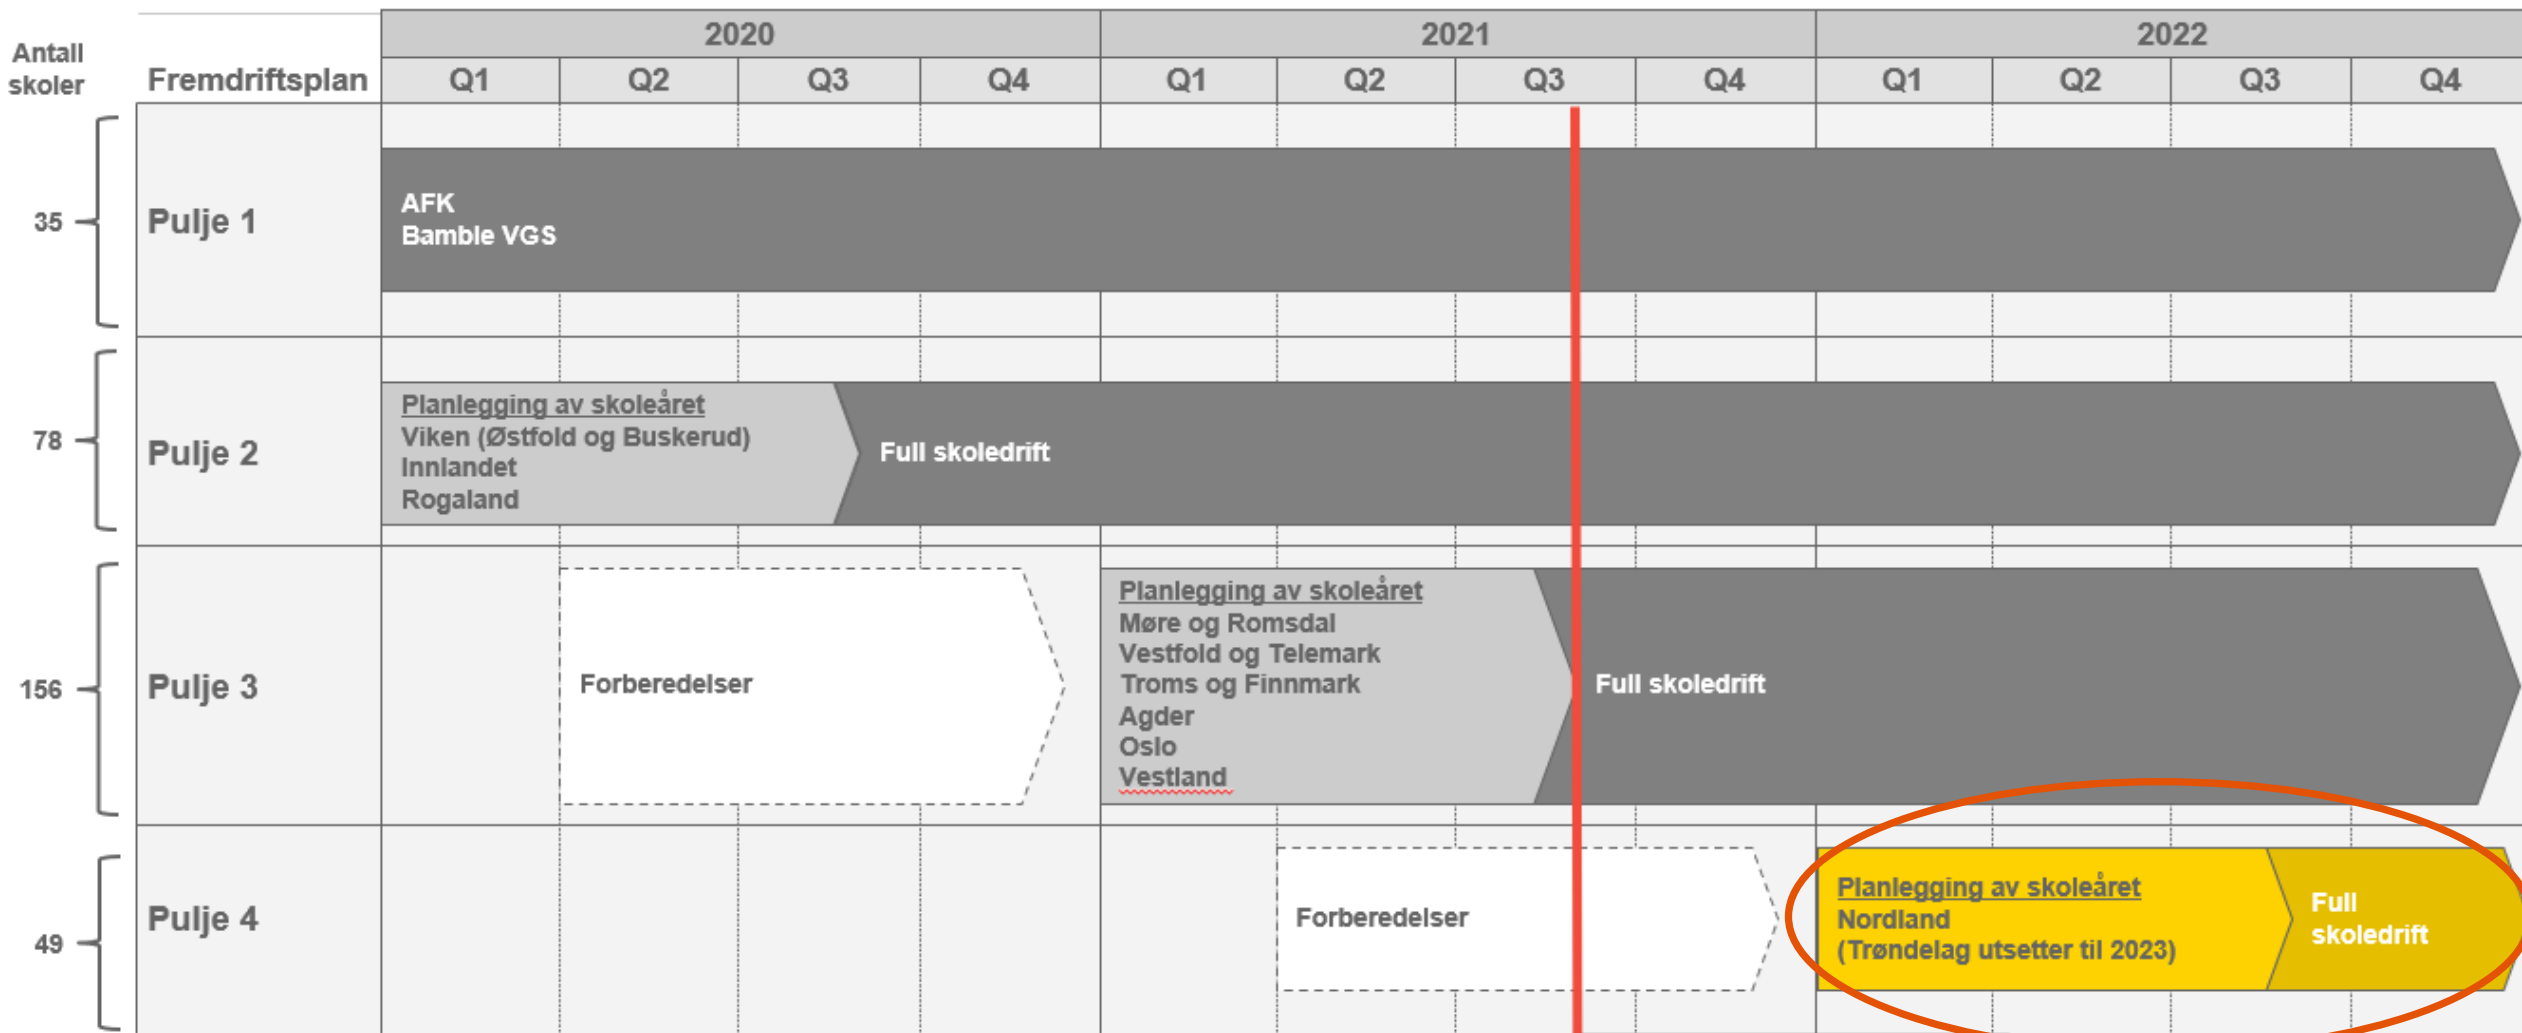 Antall
skoler
Fremdriftsplan
2020
2021
2022
Q1
Q2
Q3
Q4
Q1
Q2
Q3
Q4
Q1
Q2
Q3
Q4
35
Pulje 1
AFK
Bamble VGS
78
Pulje 2
Planlegging av skoleåret
Viken (Østfold og Buskerud)
Innlandet
Rogaland
Full skoledrift
156
Pulje 3
Forberedelser
Planlegging av skoleåret
Møre og Romsdal
Vestfold og Telemark
Troms og Finnmark
Agder
Oslo
Vestland
Full skoledrift
49
Pulje 4
Forberedelser
Planlegging av skoleåret
Nordland
(Trøndelag utsetter til 2023)
Full
skoledrift